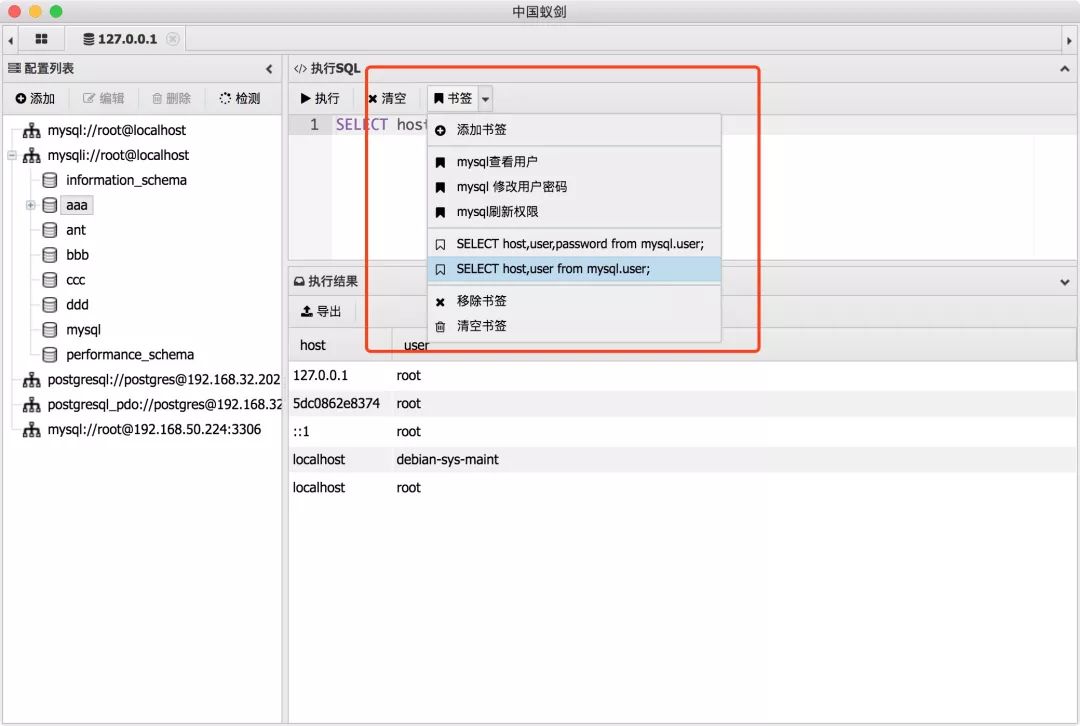 中国蚁剑
127.0.0.1
配置列表
添加 编辑 删除 检测
mysql://root@localhost
mysqli://root@localhost
information_schema
aaa
ant
bbb
ccc
ddd
mysql
performance_schema
postgresql://postgres@192.168.32.202
postgresql_pdo://postgres@192.168.32
mysql://root@192.168.50.224:3306
</> 执行SQL
执行 清空 书签
1 SELECT host
添加书签
mysql查看用户
mysql 修改用户密码
mysql刷新权限
SELECT host,user,password from mysql.user;
SELECT host,user from mysql.user;
移除书签
清空书签
执行结果
导出
host user
127.0.0.1 root
5dc0862e8374 root
::1 root
localhost debian-sys-maint
localhost root